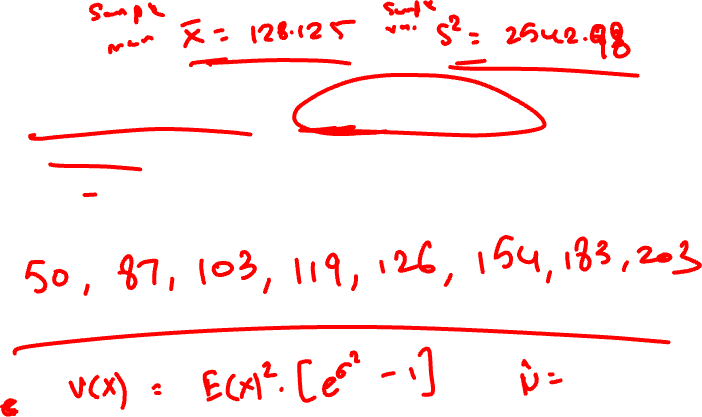 Sample mean x̄ = 128.125 Sample var. S² = 2542.98
50, 87, 103, 119, 126, 154, 183, 203
V(X) = E(X)². [e^σ² - 1] μ̂ =